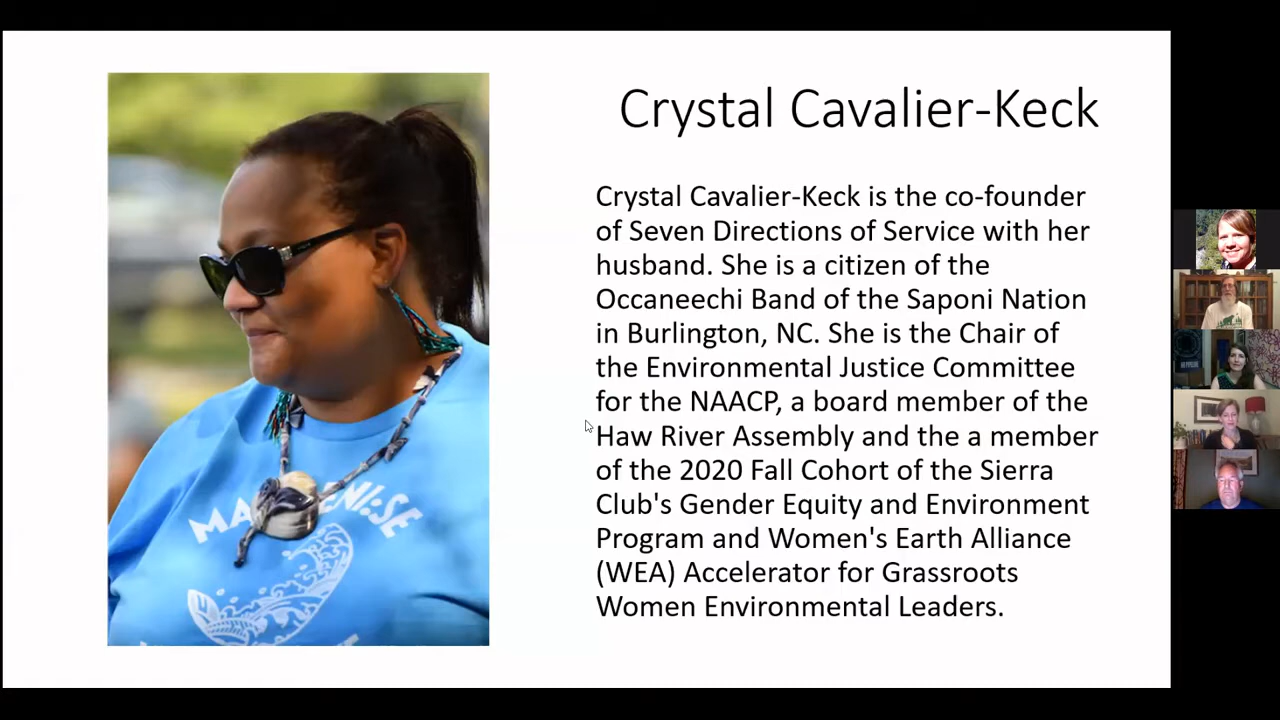 Crystal Cavalier-Keck
Crystal Cavalier-Keck is the co-founder
of Seven Directions of Service with her
husband. She is a citizen of the
Occaneechi Band of the Saponi Nation
in Burlington, NC. She is the Chair of
the Environmental Justice Committee
for the NAACP, a board member of the
Haw River Assembly and the a member
of the 2020 Fall Cohort of the Sierra
Club's Gender Equity and Environment
Program and Women's Earth Alliance
(WEA) Accelerator for Grassroots
Women Environmental Leaders.